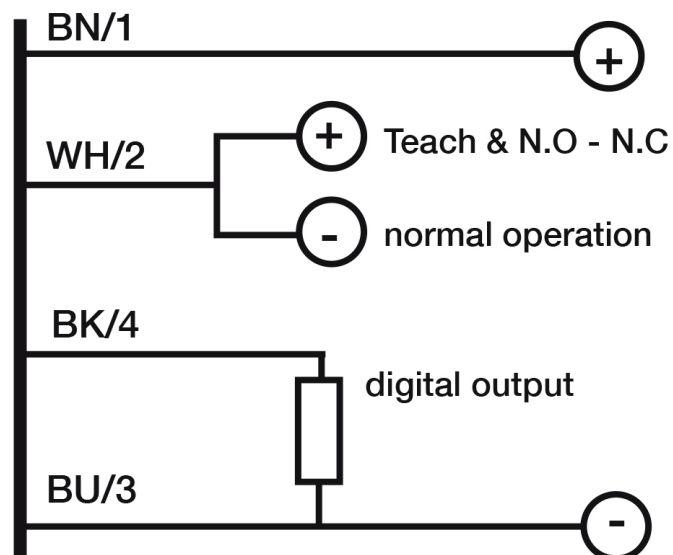 BN/1
+
WH/2
+ Teach & N.O - N.C
- normal operation
BK/4
digital output
BU/3
-